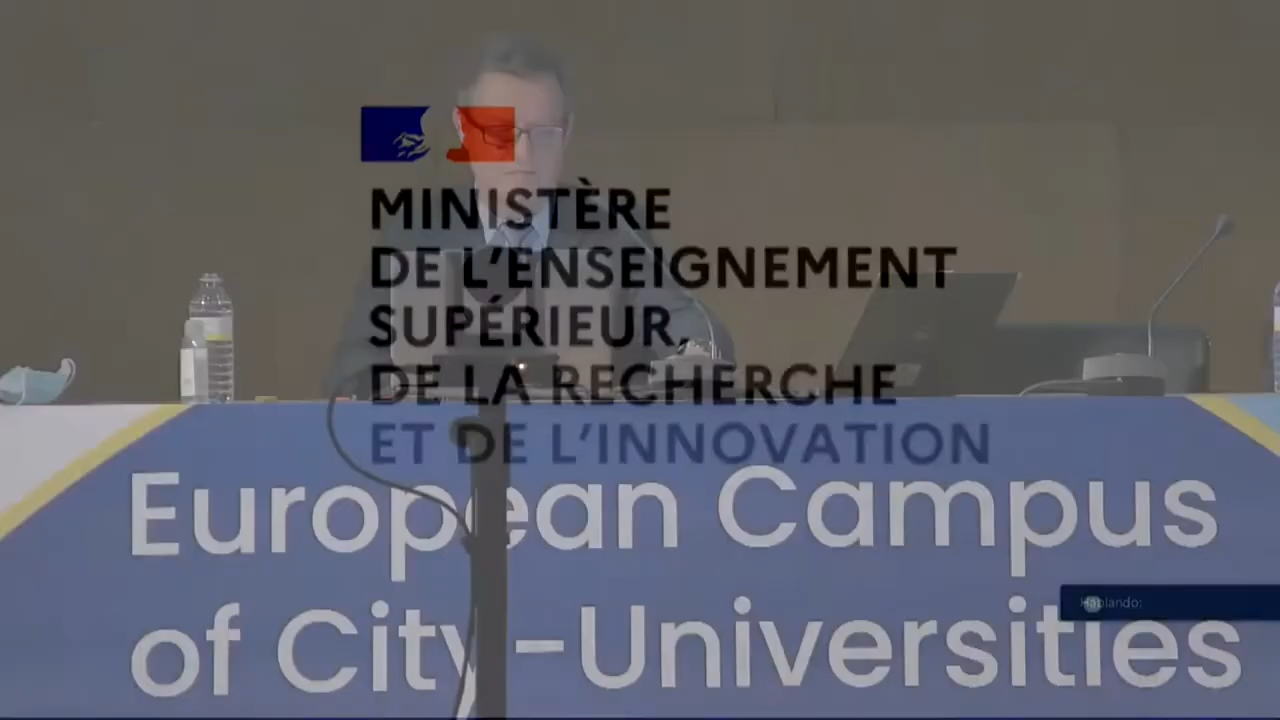 MINISTÈRE
DE L'ENSEIGNEMENT
SUPÉRIEUR,
DE LA RECHERCHE
ET DE L'INNOVATION
European Campus
of City-Universities
Hablando: